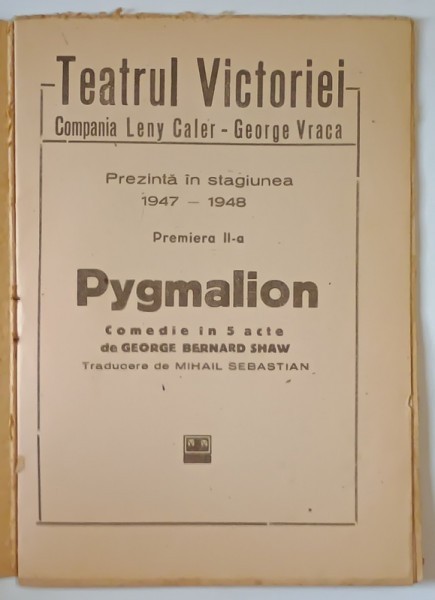 Teatrul Victoriei
Compania Leny Caler - George Vraca
Prezintă în stagiunea
1947 — 1948
Premiera II-a
Pygmalion
Comedie in 5 acte
de GEORGE BERNARD SHAW
Traducere de MIHAIL SEBASTIAN